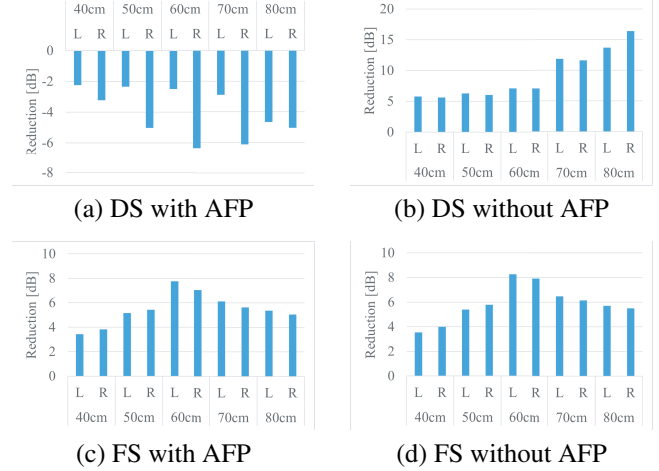 40cm 50cm 60cm 70cm 80cm
L R L R L R L R L R
Reduction [dB]
0
-2
-4
-6
-8
(a) DS with AFP
Reduction [dB]
20
15
10
5
0
L R L R L R L R L R
40cm 50cm 60cm 70cm 80cm
(b) DS without AFP
Reduction [dB]
10
8
6
4
2
0
L R L R L R L R L R
40cm 50cm 60cm 70cm 80cm
(c) FS with AFP
Reduction [dB]
10
8
6
4
2
0
L R L R L R L R L R
40cm 50cm 60cm 70cm 80cm
(d) FS without AFP